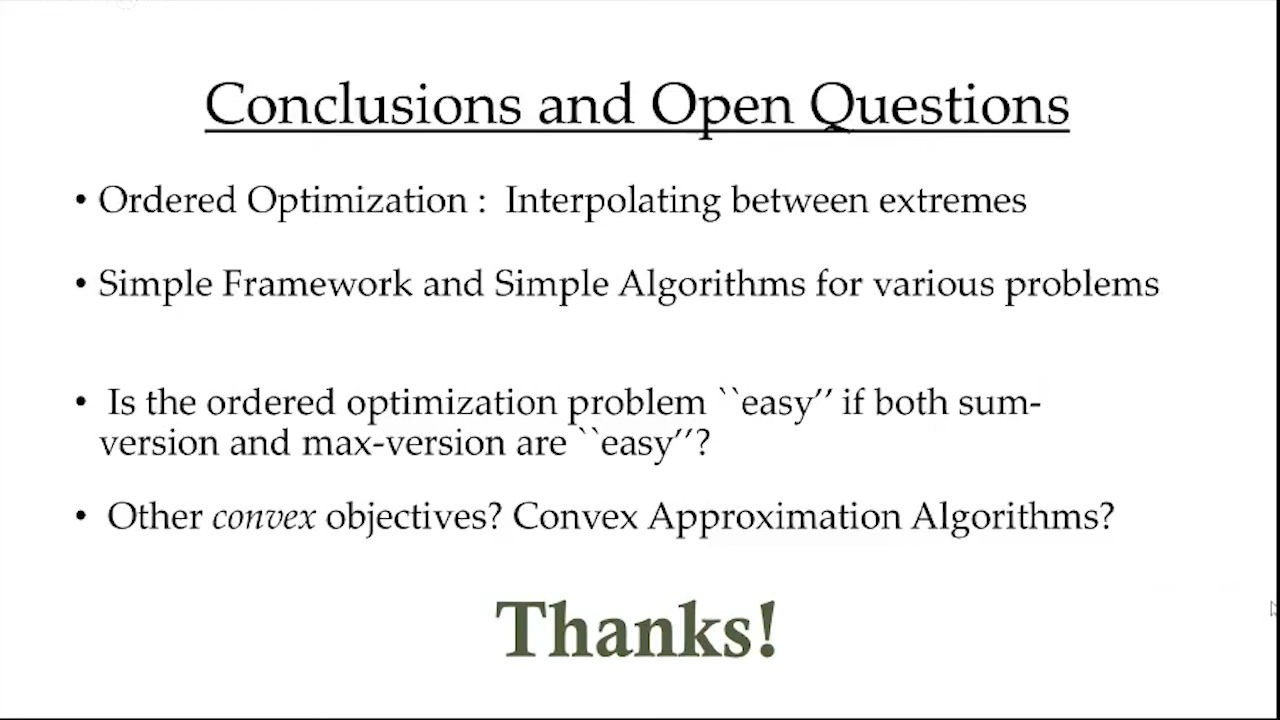 Conclusions and Open Questions
• Ordered Optimization : Interpolating between extremes
• Simple Framework and Simple Algorithms for various problems
• Is the ordered optimization problem ``easy’’ if both sum-
version and max-version are ``easy’’?
• Other convex objectives? Convex Approximation Algorithms?
Thanks!